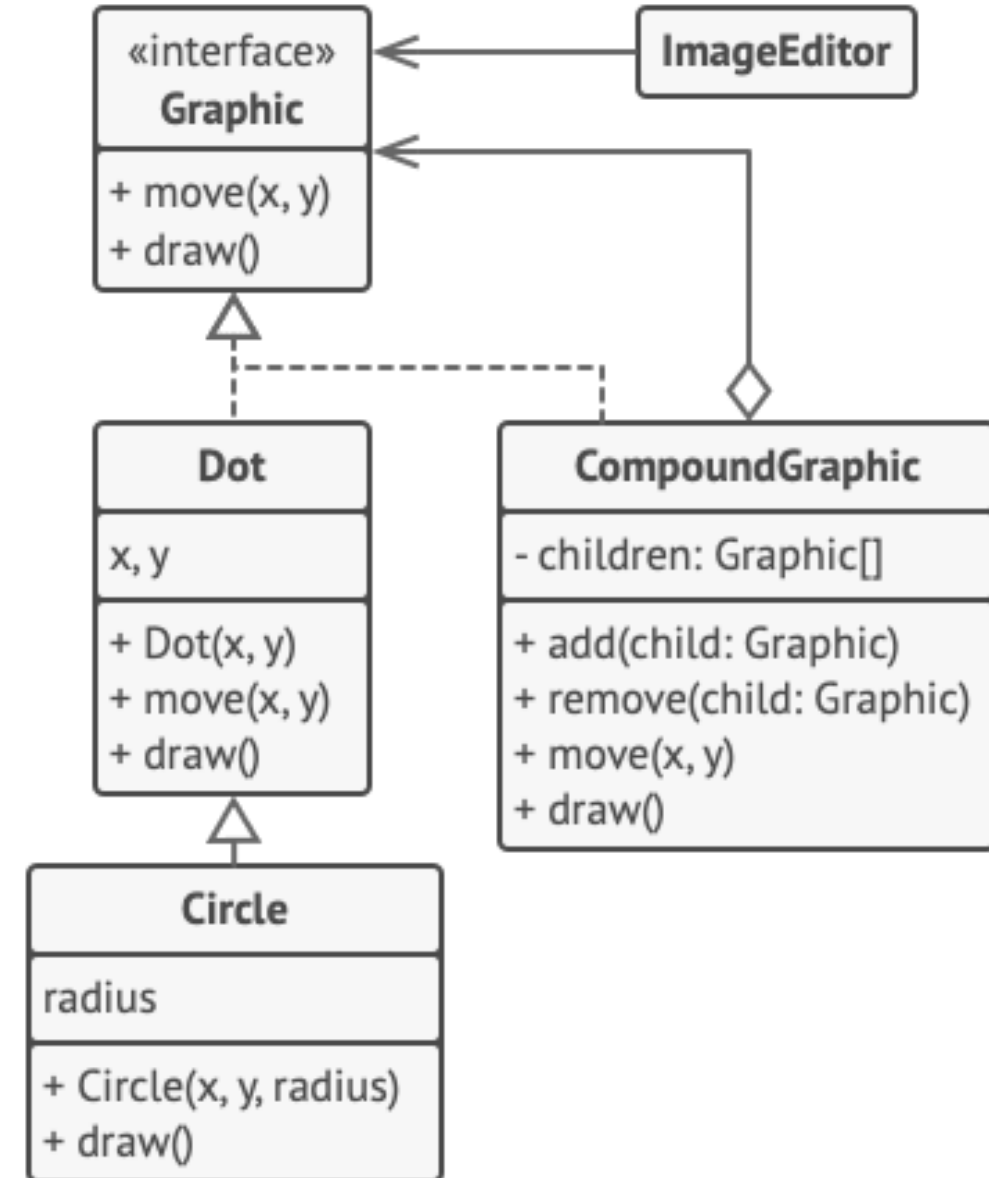 «interface»
Graphic
+ move(x, y)
+ draw()
ImageEditor
Dot
x, y
+ Dot(x, y)
+ move(x, y)
+ draw()
CompoundGraphic
- children: Graphic[]
+ add(child: Graphic)
+ remove(child: Graphic)
+ move(x, y)
+ draw()
Circle
radius
+ Circle(x, y, radius)
+ draw()